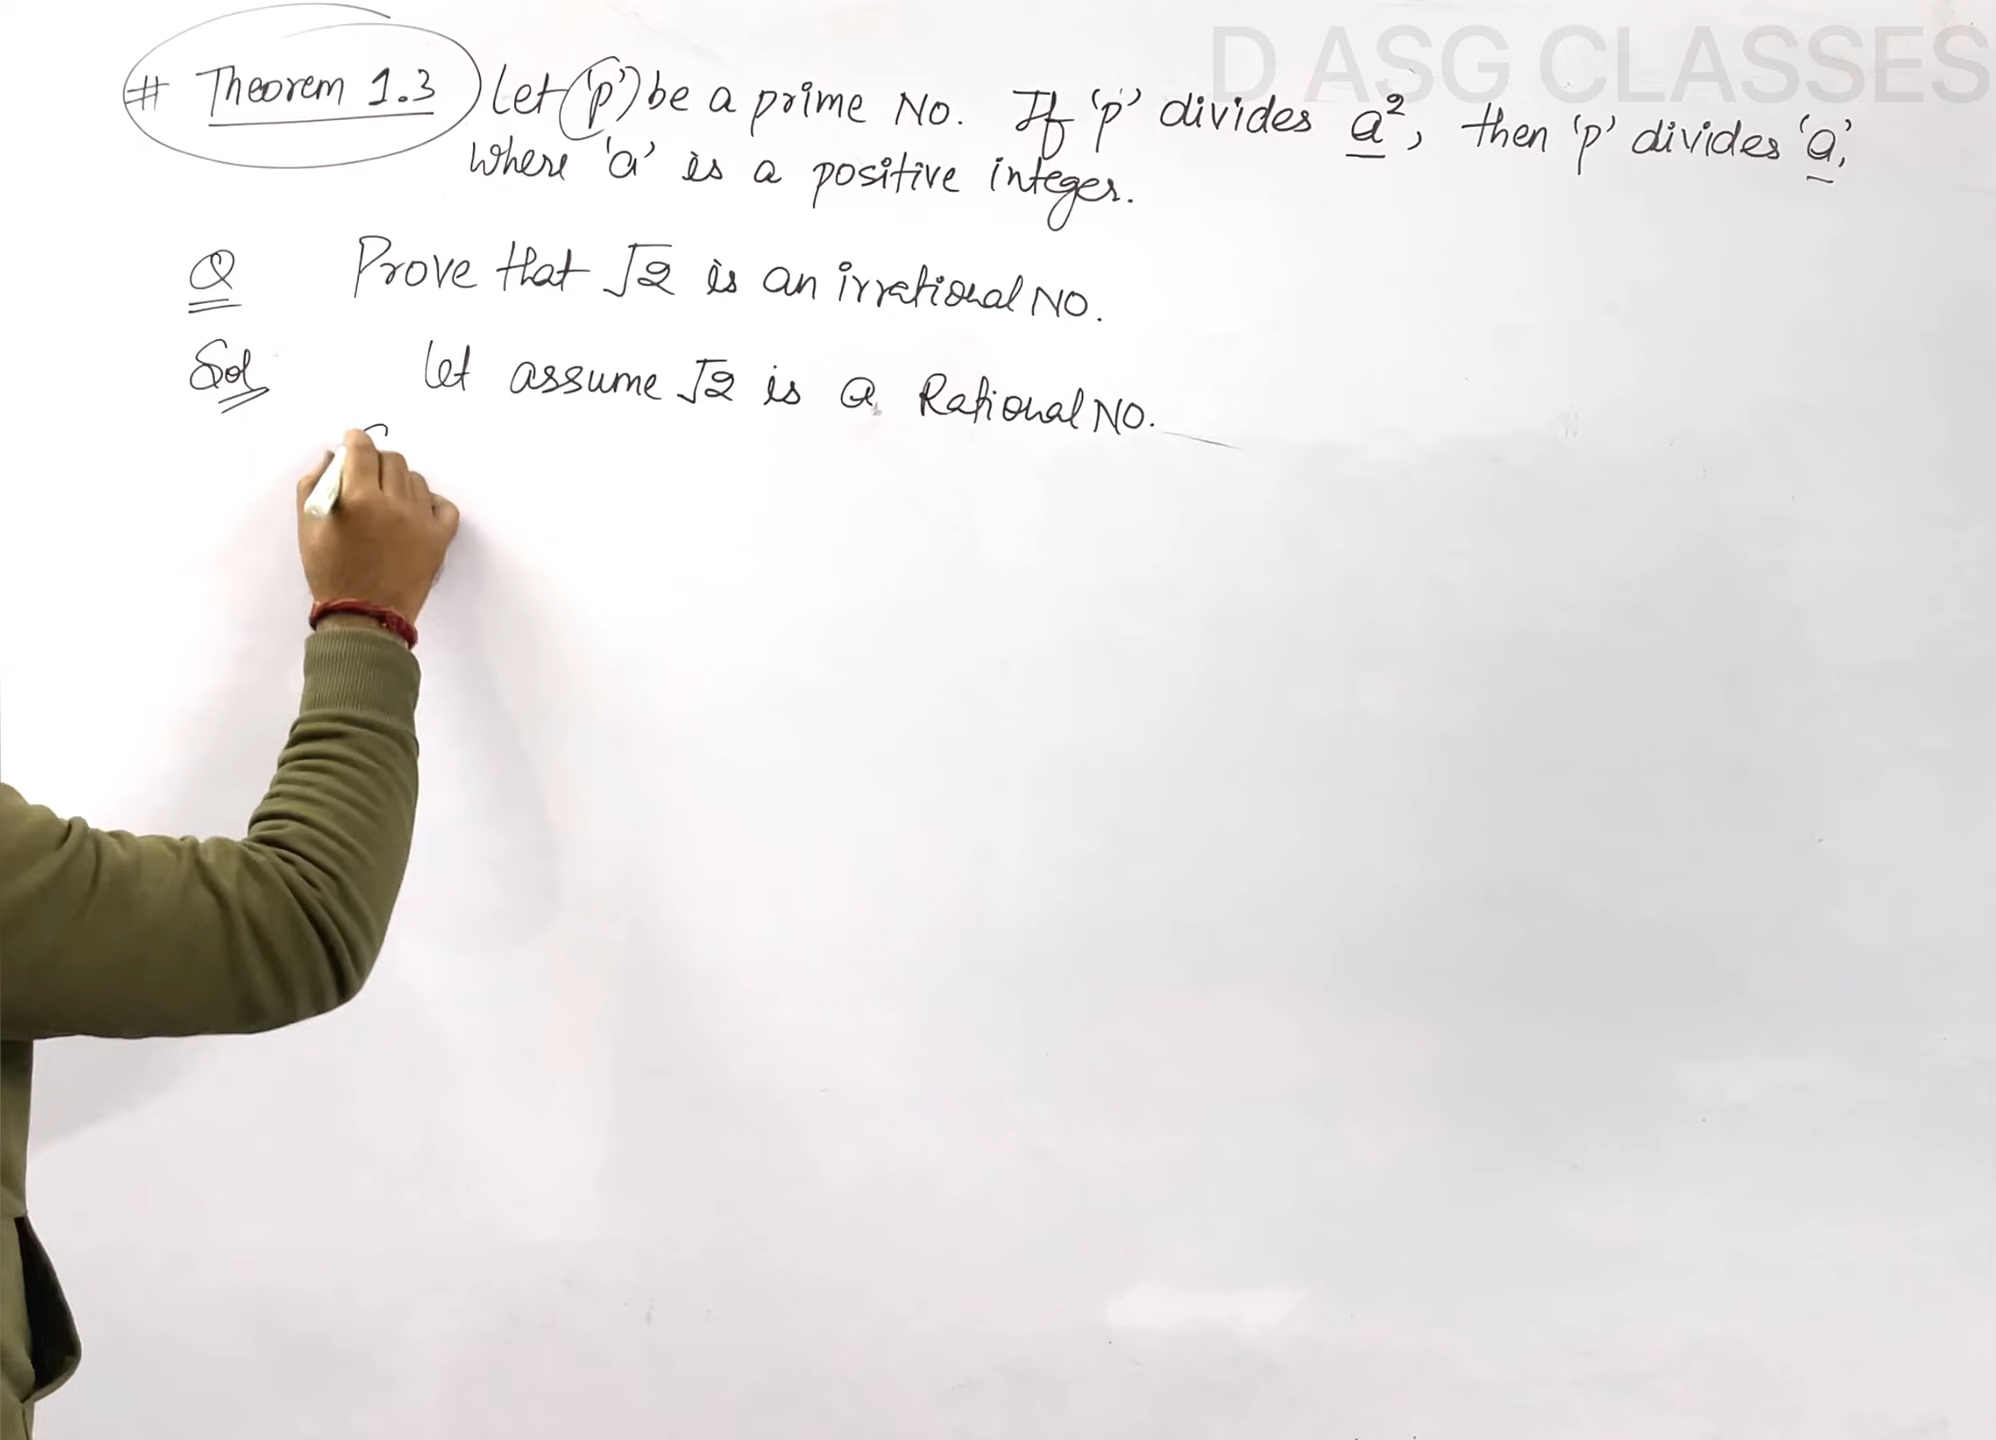 D ASG CLASSES
# Theorem 1.3 Let 'p' be a prime No. If 'p' divides a², then 'p' divides 'a',
where 'a' is a positive integer.
Q Prove that √2 is an irrational NO.
Sol Let assume √2 is a Rational NO.